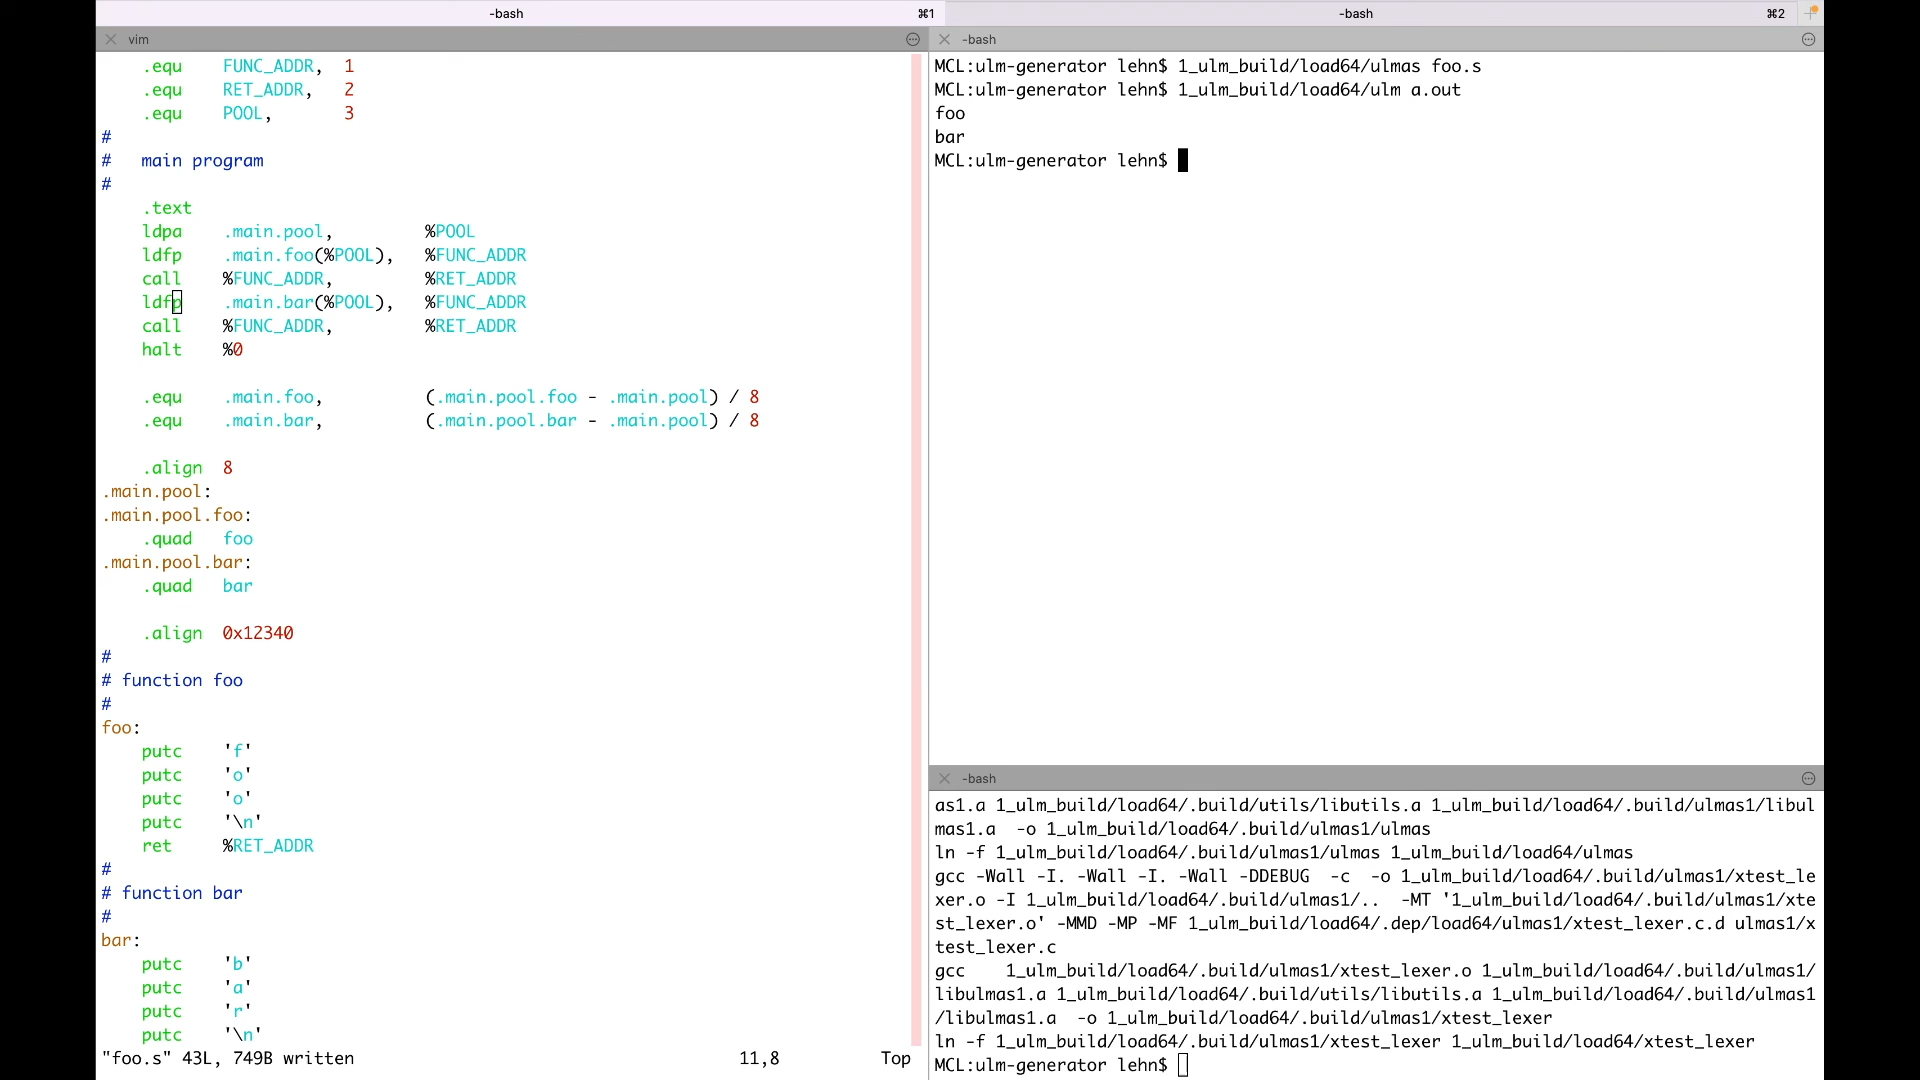 -bash ⌘1
-bash ⌘2
vim
.equ FUNC_ADDR, 1
.equ RET_ADDR, 2
.equ POOL, 3
#
# main program
#
.text
ldpa .main.pool, %POOL
ldfp .main.foo(%POOL), %FUNC_ADDR
call %FUNC_ADDR, %RET_ADDR
ldfp .main.bar(%POOL), %FUNC_ADDR
call %FUNC_ADDR, %RET_ADDR
halt %0
.equ .main.foo, (.main.pool.foo - .main.pool) / 8
.equ .main.bar, (.main.pool.bar - .main.pool) / 8
.align 8
.main.pool:
.main.pool.foo:
.quad foo
.main.pool.bar:
.quad bar
.align 0x12340
#
# function foo
#
foo:
putc 'f'
putc 'o'
putc 'o'
putc '\n'
ret %RET_ADDR
#
# function bar
#
bar:
putc 'b'
putc 'a'
putc 'r'
putc '\n'
"foo.s" 43L, 749B written 11,8 Top
-bash
MCL:ulm-generator lehn$ 1_ulm_build/load64/ulmas foo.s
MCL:ulm-generator lehn$ 1_ulm_build/load64/ulm a.out
foo
bar
MCL:ulm-generator lehn$
-bash
as1.a 1_ulm_build/load64/.build/utils/libutils.a 1_ulm_build/load64/.build/ulmas1/libul
mas1.a -o 1_ulm_build/load64/.build/ulmas1/ulmas
ln -f 1_ulm_build/load64/.build/ulmas1/ulmas 1_ulm_build/load64/ulmas
gcc -Wall -I. -Wall -I. -Wall -DDEBUG -c -o 1_ulm_build/load64/.build/ulmas1/xtest_le
xer.o -I 1_ulm_build/load64/.build/ulmas1/.. -MT '1_ulm_build/load64/.build/ulmas1/xte
st_lexer.o' -MMD -MP -MF 1_ulm_build/load64/.dep/load64/ulmas1/xtest_lexer.c.d ulmas1/x
test_lexer.c
gcc 1_ulm_build/load64/.build/ulmas1/xtest_lexer.o 1_ulm_build/load64/.build/ulmas1/
libulmas1.a 1_ulm_build/load64/.build/utils/libutils.a 1_ulm_build/load64/.build/ulmas1
/libulmas1.a -o 1_ulm_build/load64/.build/ulmas1/xtest_lexer
ln -f 1_ulm_build/load64/.build/ulmas1/xtest_lexer 1_ulm_build/load64/xtest_lexer
MCL:ulm-generator lehn$